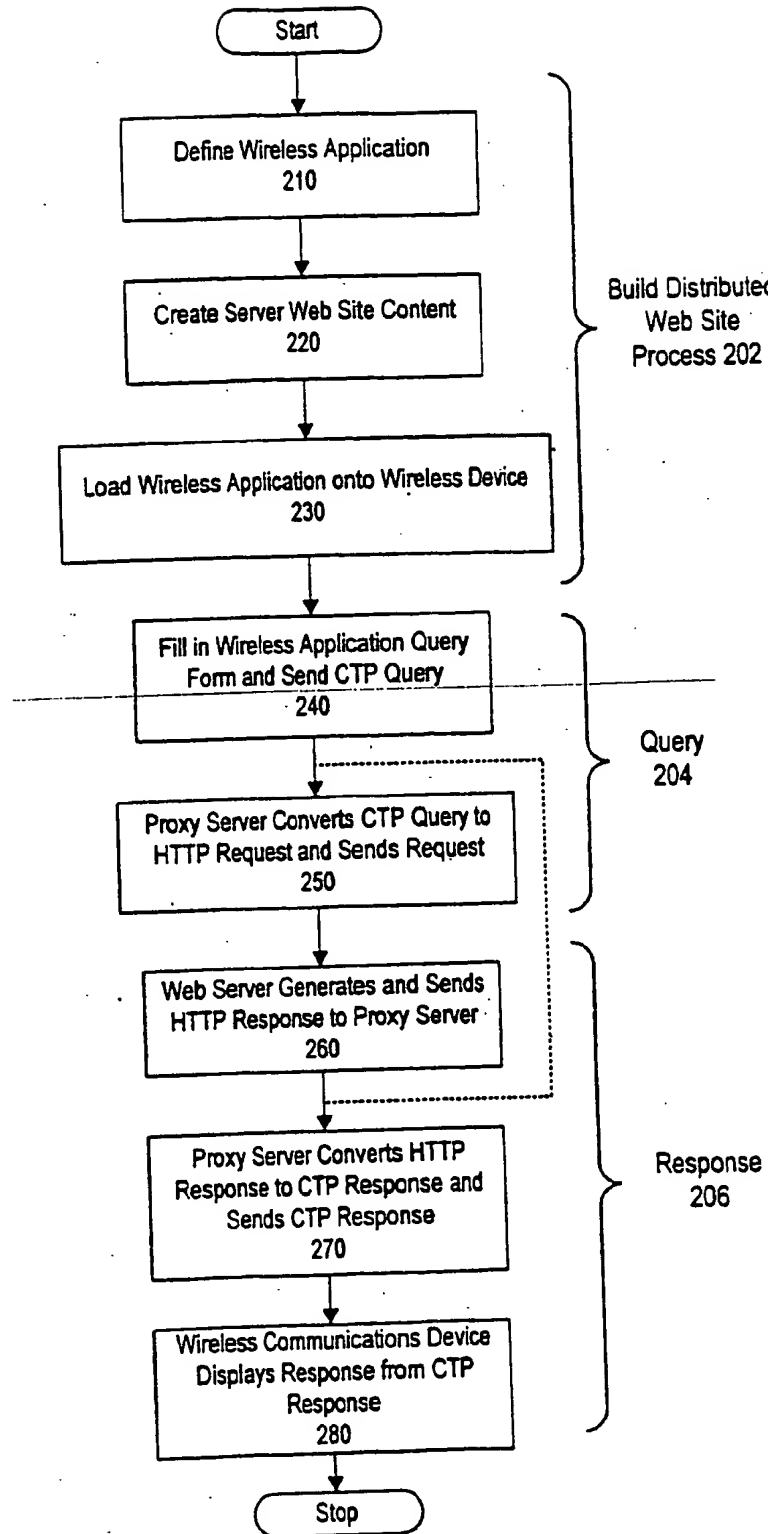 Start
Define Wireless Application
210
Create Server Web Site Content
220
Load Wireless Application onto Wireless Device
230
Build Distributed
Web Site
Process 202
Fill in Wireless Application Query
Form and Send CTP Query
240
Proxy Server Converts CTP Query to
HTTP Request and Sends Request
250
Query
204
Web Server Generates and Sends
HTTP Response to Proxy Server
260
Proxy Server Converts HTTP
Response to CTP Response and
Sends CTP Response
270
Wireless Communications Device
Displays Response from CTP
Response
280
Response
206
Stop